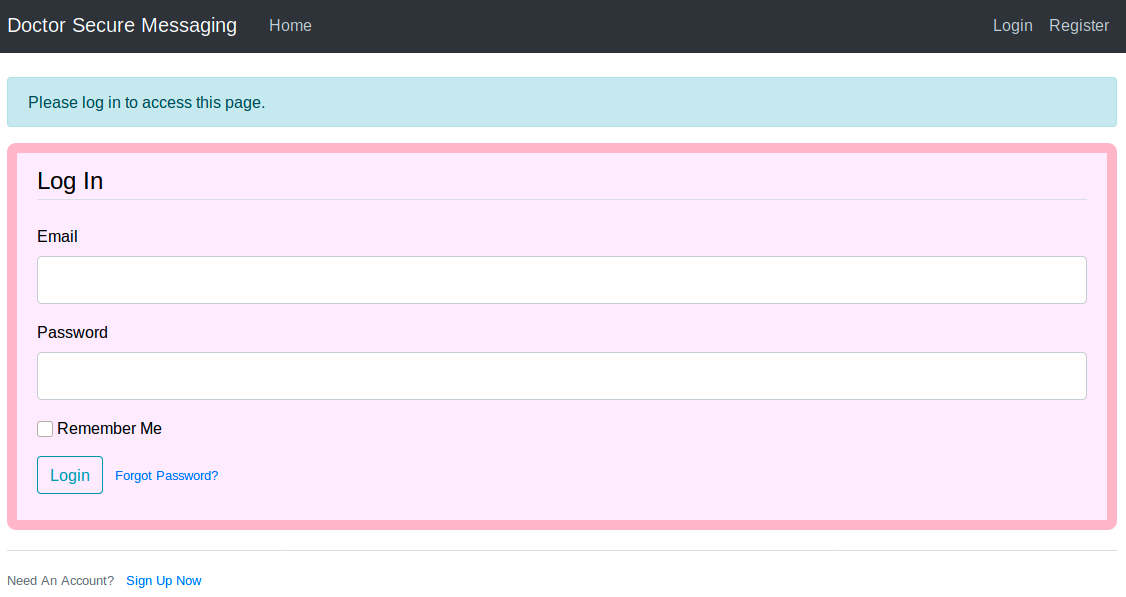 Doctor Secure Messaging Home Login Register
Please log in to access this page.
Log In
Email
Password
Remember Me
Login Forgot Password?
Need An Account? Sign Up Now